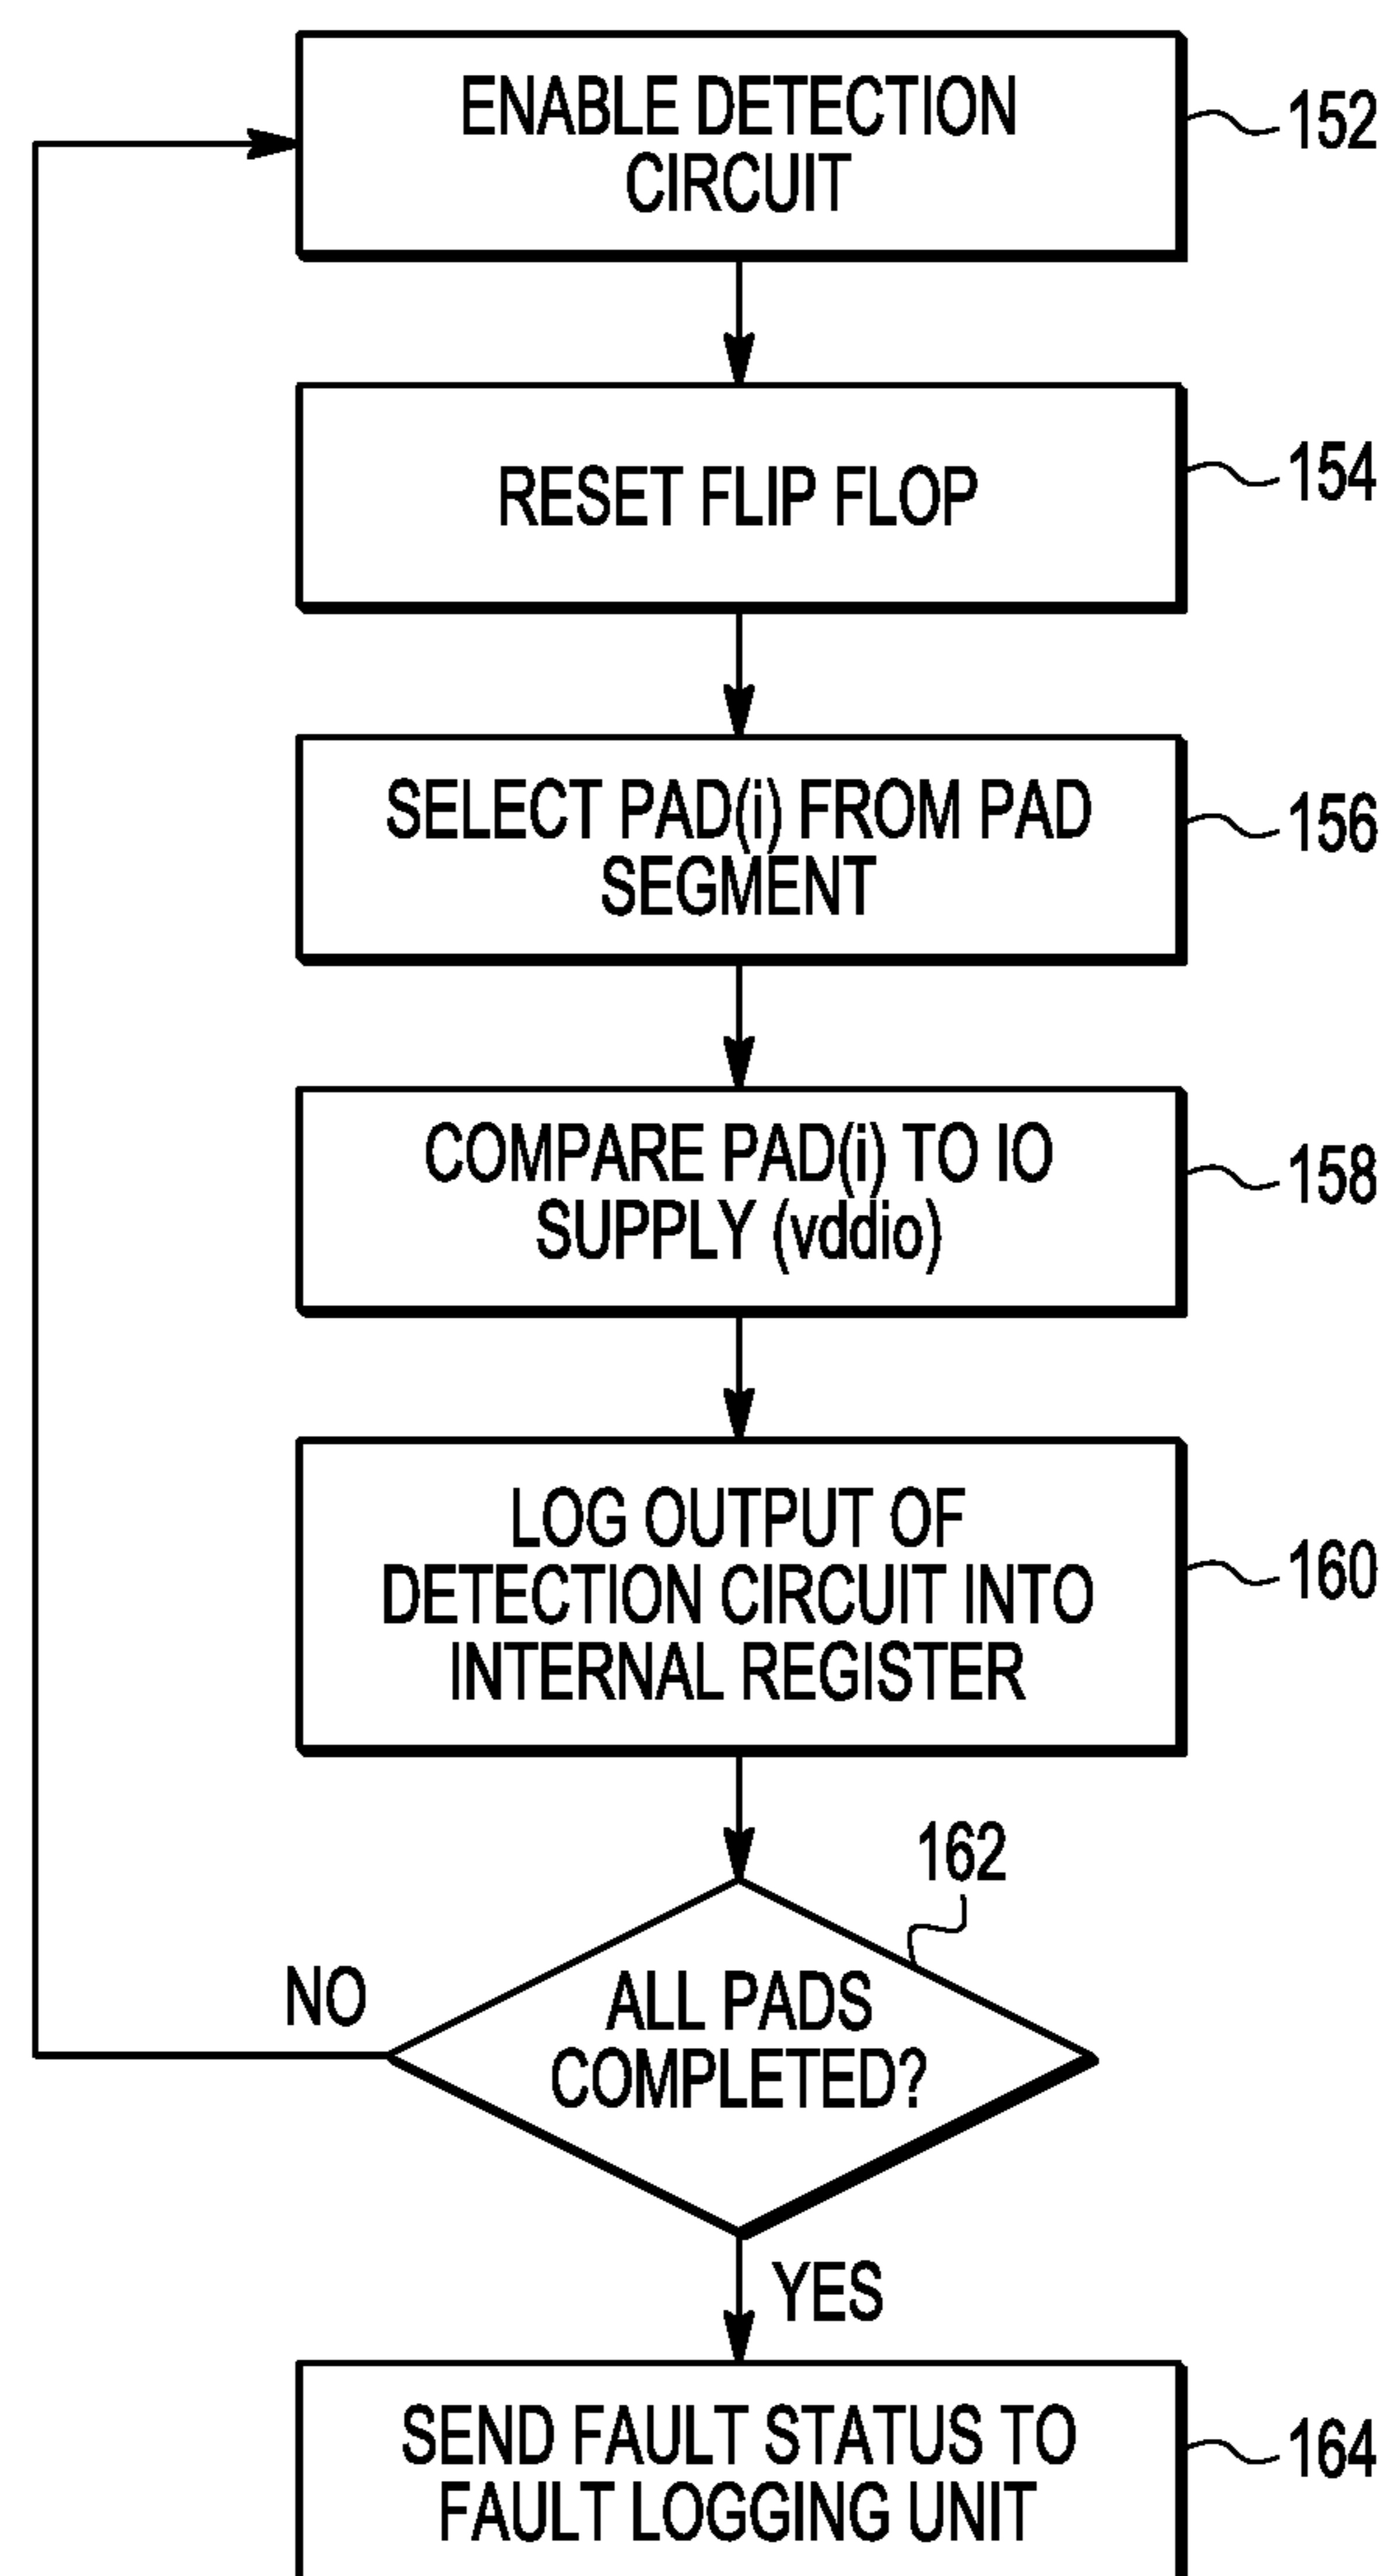 ENABLE DETECTION
CIRCUIT
152
RESET FLIP FLOP
154
SELECT PAD(i) FROM PAD
SEGMENT
156
COMPARE PAD(i) TO IO
SUPPLY (vddio)
158
LOG OUTPUT OF
DETECTION CIRCUIT INTO
INTERNAL REGISTER
160
162
ALL PADS
COMPLETED?
NO
YES
SEND FAULT STATUS TO
FAULT LOGGING UNIT
164